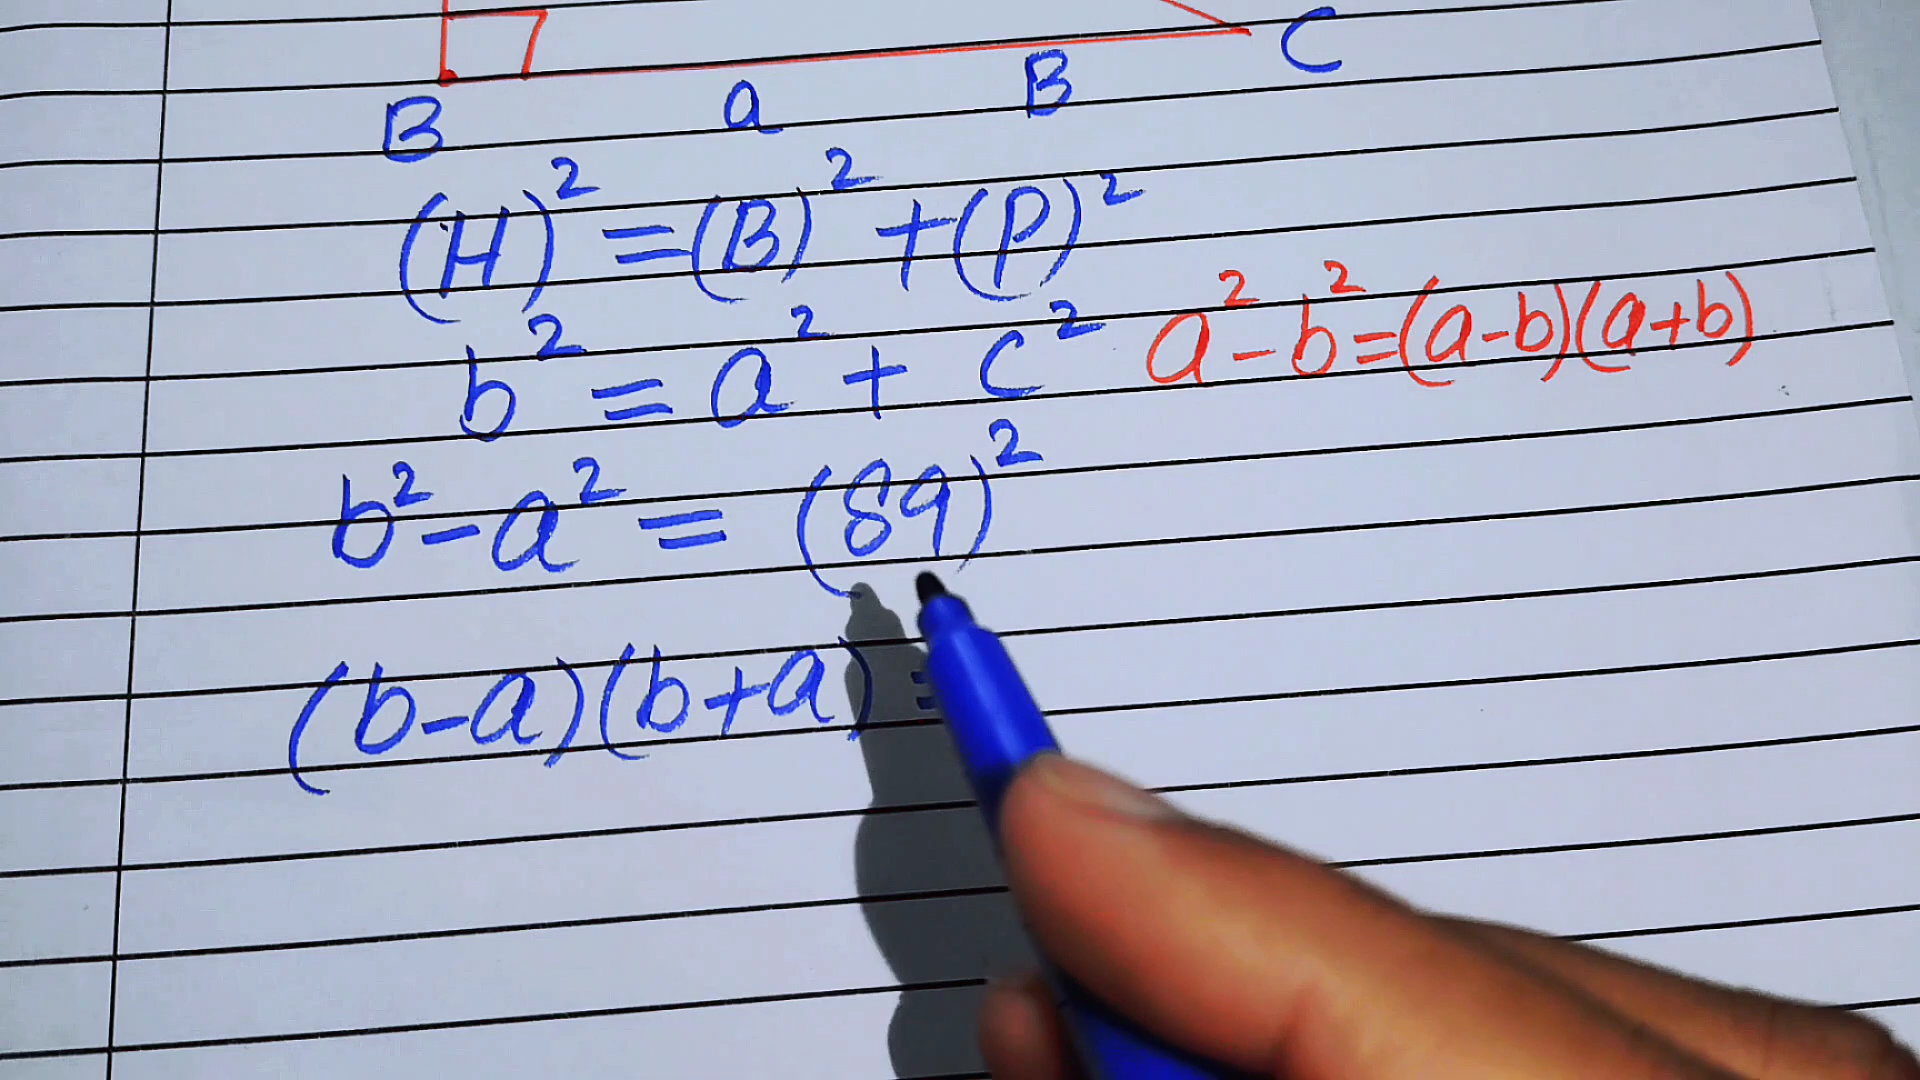 C
B a B
(H)² = (B)² + (P)²
b² = a² + c² a² - b² = (a-b)(a+b)
b² - a² = (89)²
(b-a)(b+a) =